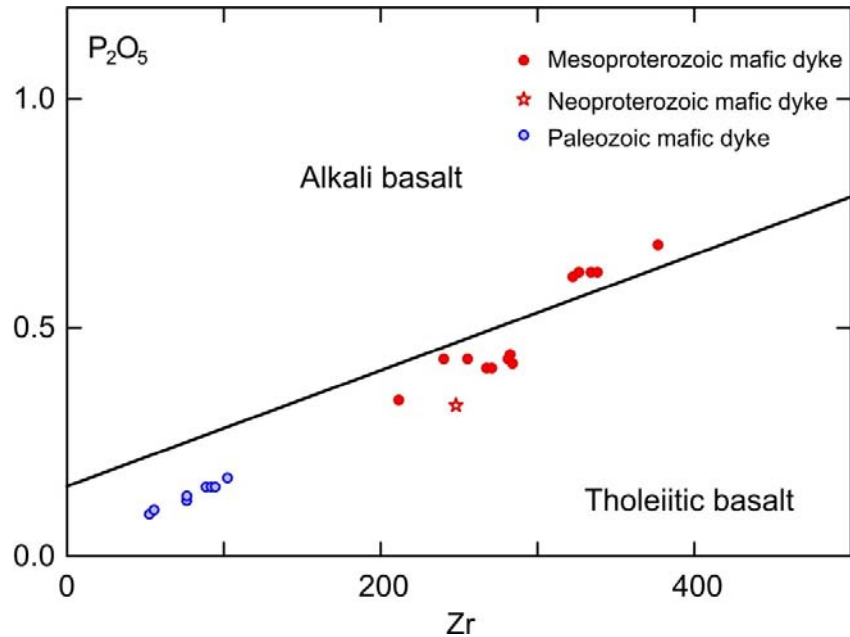 P₂O₅
Mesoproterozoic mafic dyke
Neoproterozoic mafic dyke
Paleozoic mafic dyke
1.0
Alkali basalt
0.5
Tholeiitic basalt
0.0
0
200
400
Zr